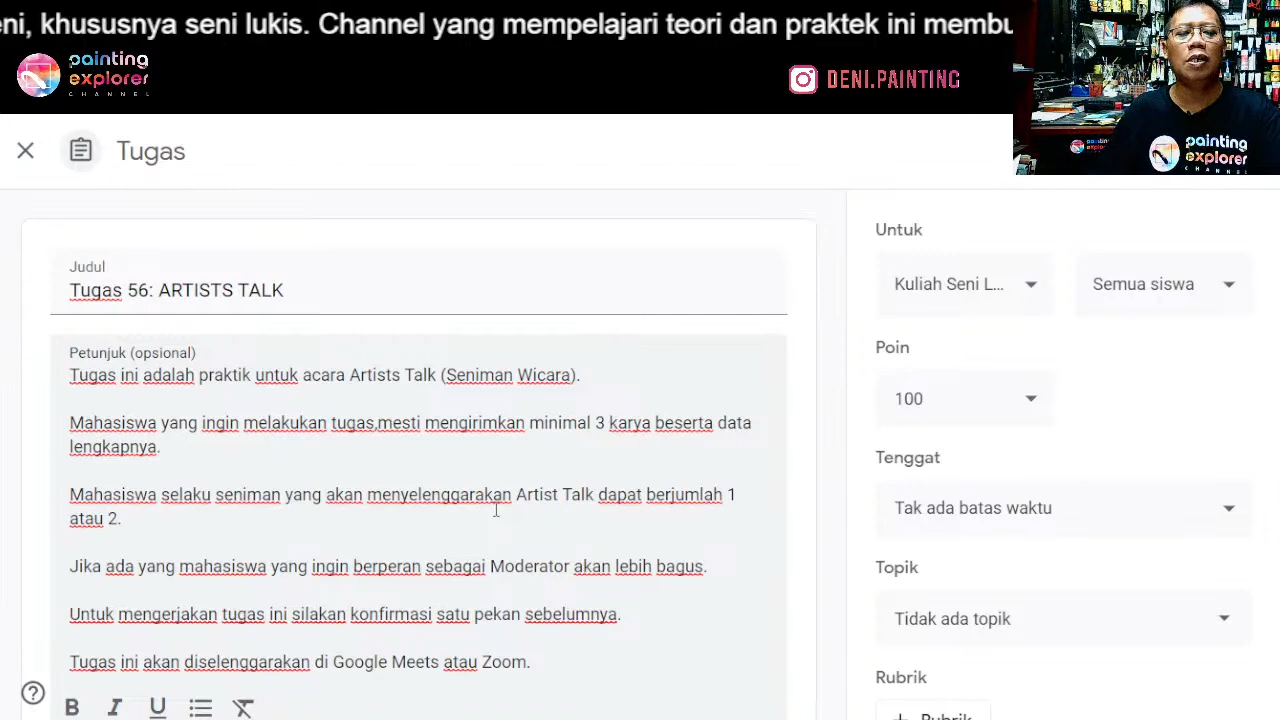 eni, khususnya seni lukis. Channel yang mempelajari teori dan praktek ini membu
painting
explorer
CHANNEL
DENI.PAINTING
painting
explorer
CHANNEL
Tugas
Judul
Tugas 56: ARTISTS TALK
Petunjuk (opsional)
Tugas ini adalah praktik untuk acara Artists Talk (Seniman Wicara).
Mahasiswa yang ingin melakukan tugas,mesti mengirimkan minimal 3 karya beserta data
lengkapnya.
Mahasiswa selaku seniman yang akan menyelenggarakan Artist Talk dapat berjumlah 1
atau 2.
Jika ada yang mahasiswa yang ingin berperan sebagai Moderator akan lebih bagus.
Untuk mengerjakan tugas ini silakan konfirmasi satu pekan sebelumnya.
Tugas ini akan diselenggarakan di Google Meets atau Zoom.
B I U
Untuk
Kuliah Seni L...
Semua siswa
Poin
100
Tenggat
Tak ada batas waktu
Topik
Tidak ada topik
Rubrik
+ Rubrik